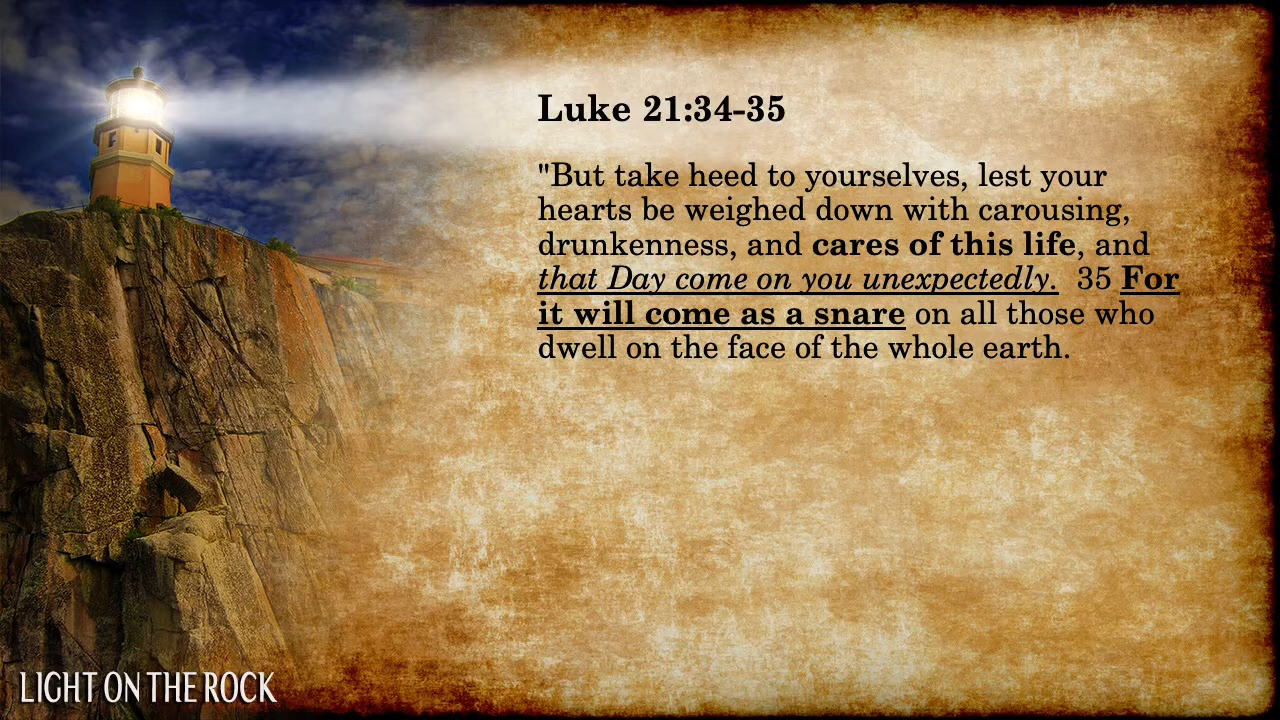 Luke 21:34-35
"But take heed to yourselves, lest your
hearts be weighed down with carousing,
drunkenness, and cares of this life, and
that Day come on you unexpectedly.  35 For
it will come as a snare on all those who
dwell on the face of the whole earth.
LIGHT ON THE ROCK